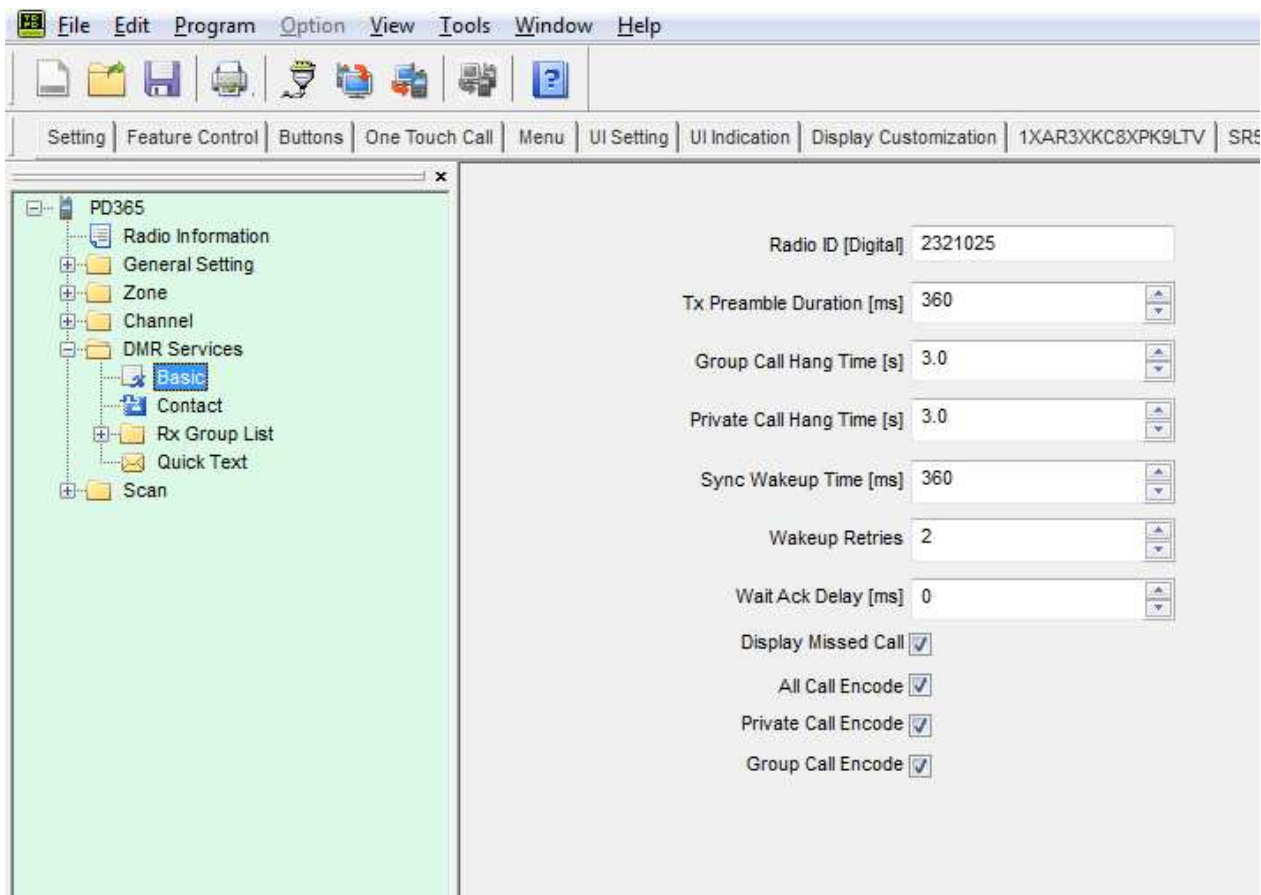 File Edit Program Option View Tools Window Help
Setting Feature Control Buttons One Touch Call Menu UI Setting UI Indication Display Customization 1XAR3XKC8XPK9LTV SR5
PD365
Radio Information
General Setting
Zone
Channel
DMR Services
Basic
Contact
Rx Group List
Quick Text
Scan
Radio ID [Digital] 2321025
Tx Preamble Duration [ms] 360
Group Call Hang Time [s] 3.0
Private Call Hang Time [s] 3.0
Sync Wakeup Time [ms] 360
Wakeup Retries 2
Wait Ack Delay [ms] 0
Display Missed Call
All Call Encode
Private Call Encode
Group Call Encode